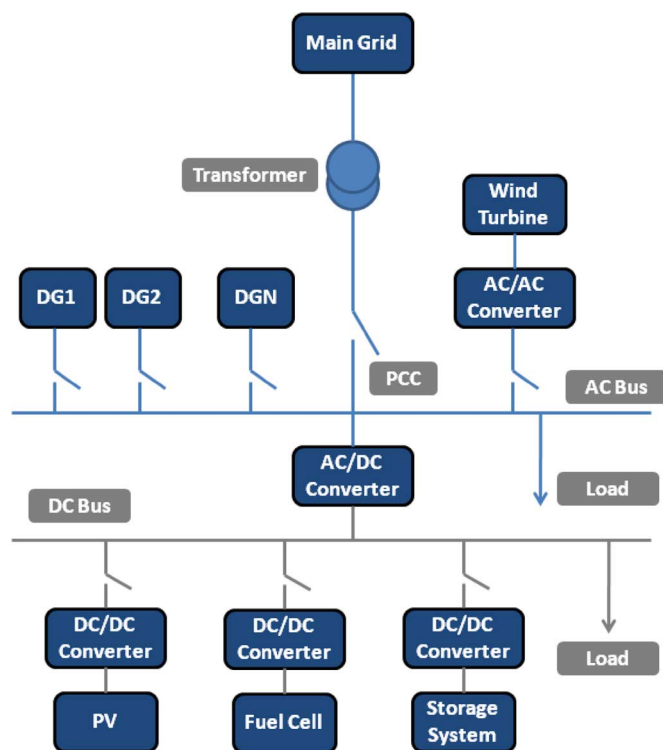 Main Grid
Transformer
Wind
Turbine
DG1
DG2
DGN
AC/AC
Converter
PCC
AC Bus
AC/DC
Converter
DC Bus
Load
DC/DC
Converter
DC/DC
Converter
DC/DC
Converter
Load
PV
Fuel Cell
Storage
System